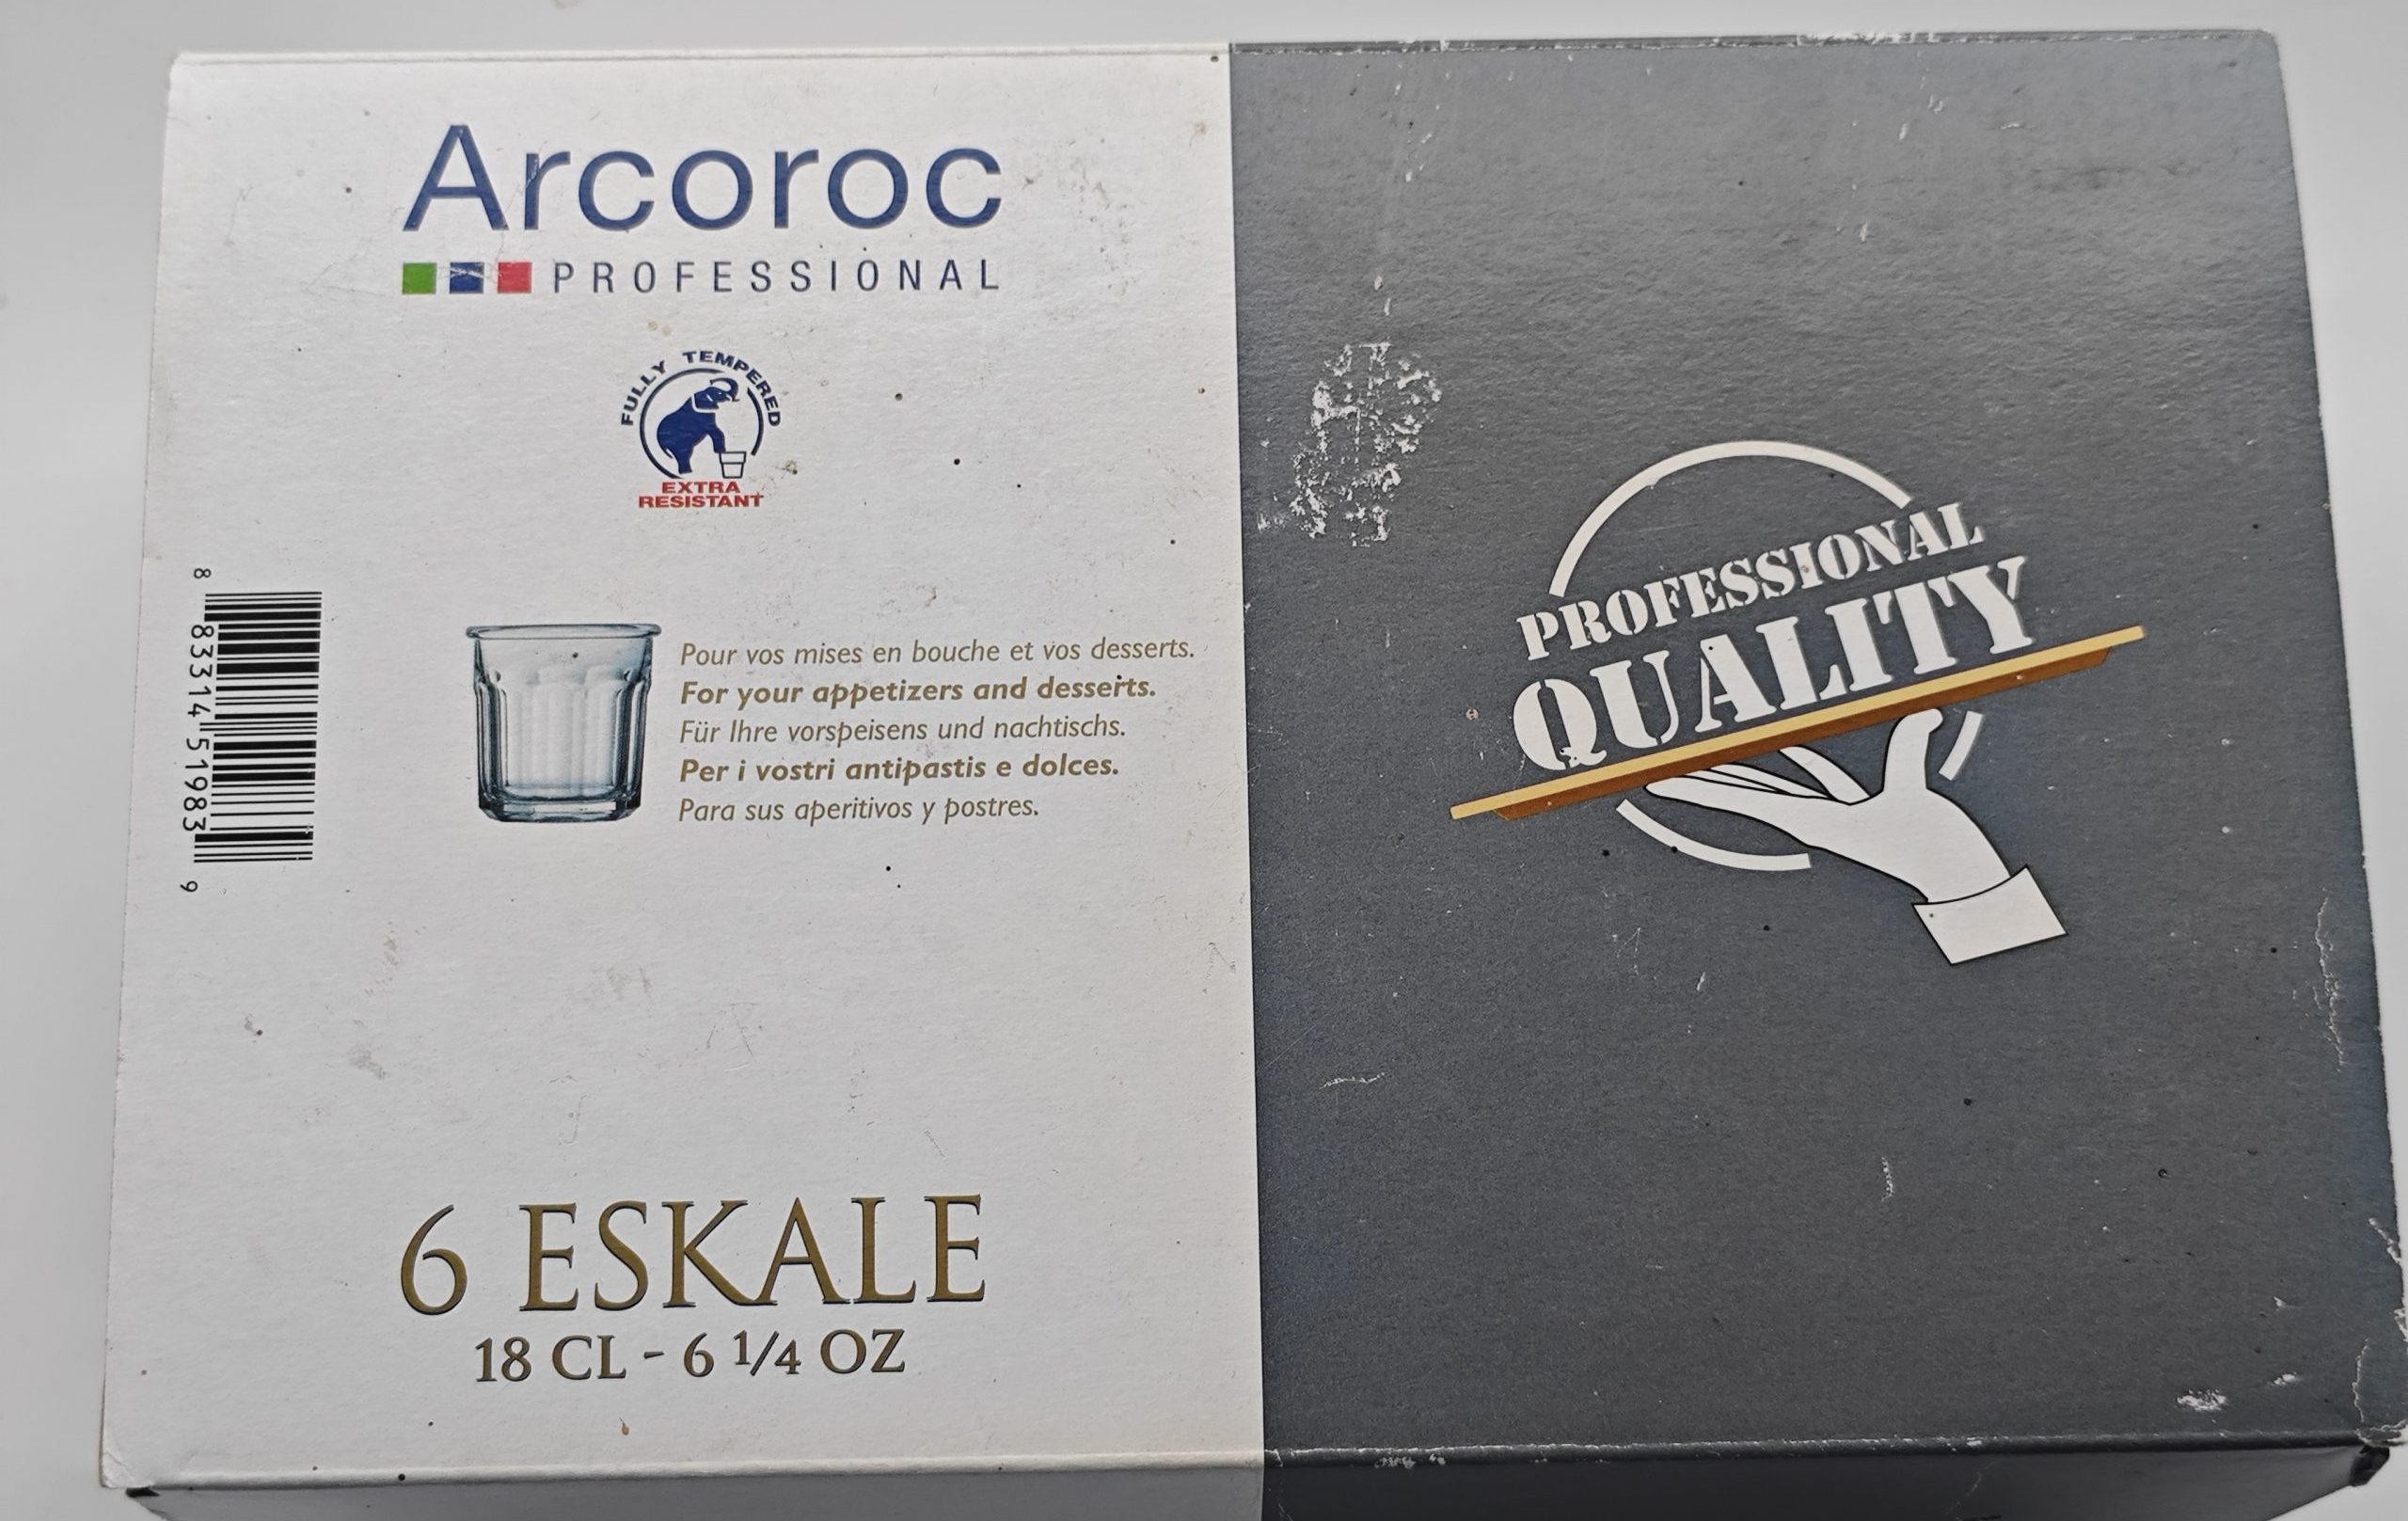 Arcoroc
PROFESSIONAL
FULLY TEMPERED
EXTRA
RESISTANT
8 83314 51983 9
Pour vos mises en bouche et vos desserts.
For your appetizers and desserts.
Für Ihre vorspeisens und nachtischs.
Per i vostri antipastis e dolces.
Para sus aperitivos y postres.
6 ESKALE
18 CL - 6 1/4 OZ
PROFESSIONAL
QUALITY